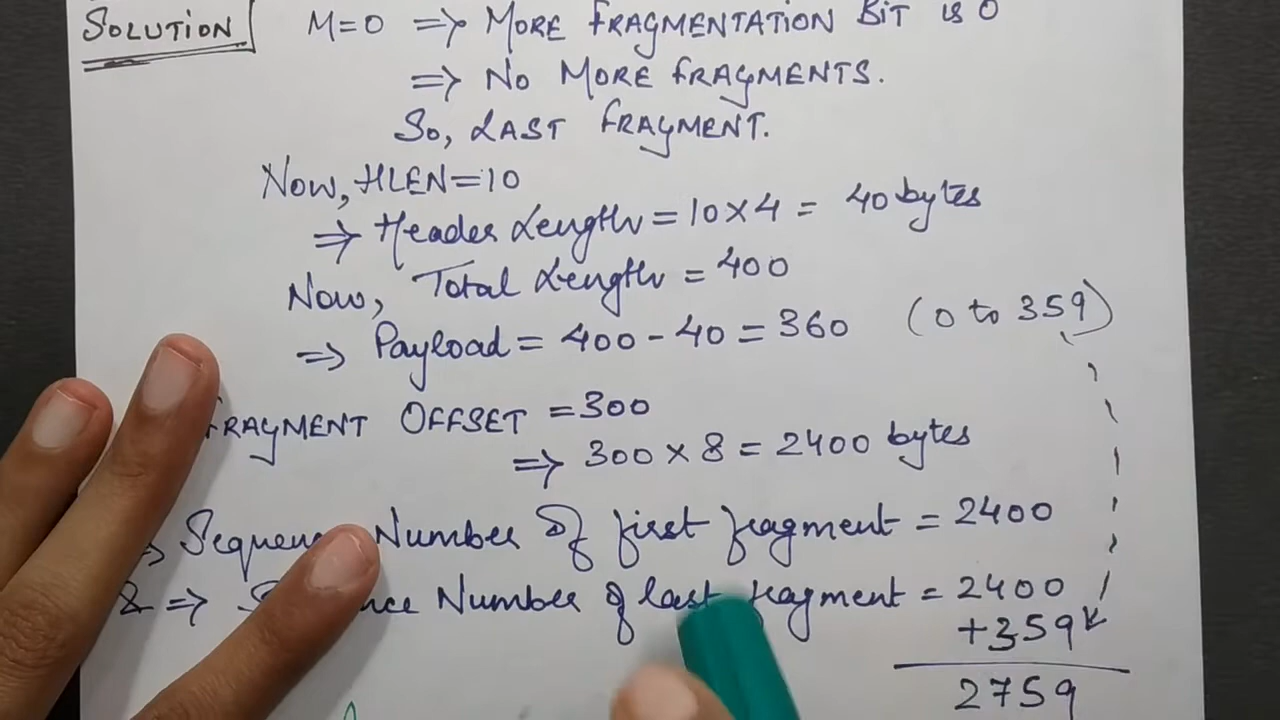 SOLUTION M=0 => MORE FRAGMENTATION BIT is 0
=> NO MORE FRAGMENTS.
So, LAST FRAGMENT.
Now, HLEN=10
=> Header Length = 10 × 4 = 40 bytes
Now, Total Length = 400
=> Payload = 400 - 40 = 360 (0 to 359)
FRAGMENT OFFSET = 300
=> 300 × 8 = 2400 bytes
Number Of first fragment = 2400
& => Number of last fragment = 2400
+359
2759